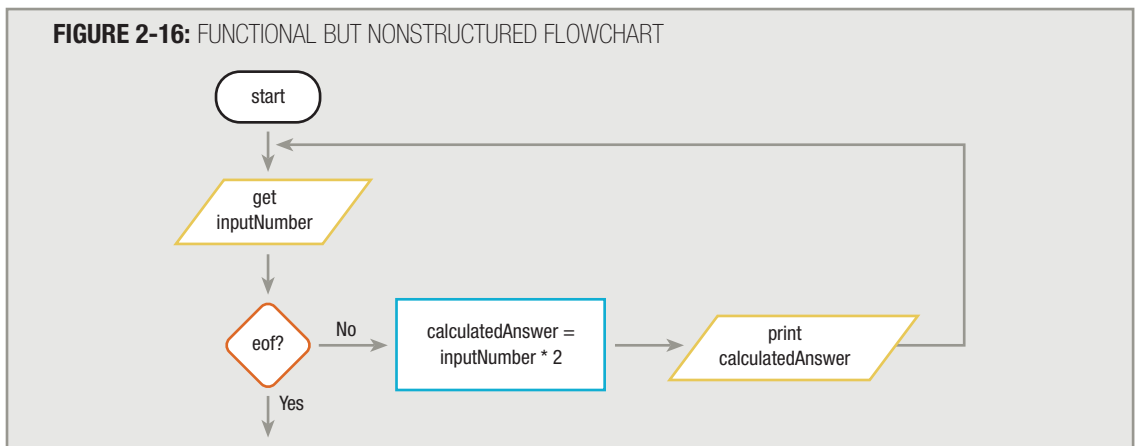 FIGURE 2-16: FUNCTIONAL BUT NONSTRUCTURED FLOWCHART
start
get
inputNumber
eof?
No
calculatedAnswer =
inputNumber * 2
print
calculatedAnswer
Yes